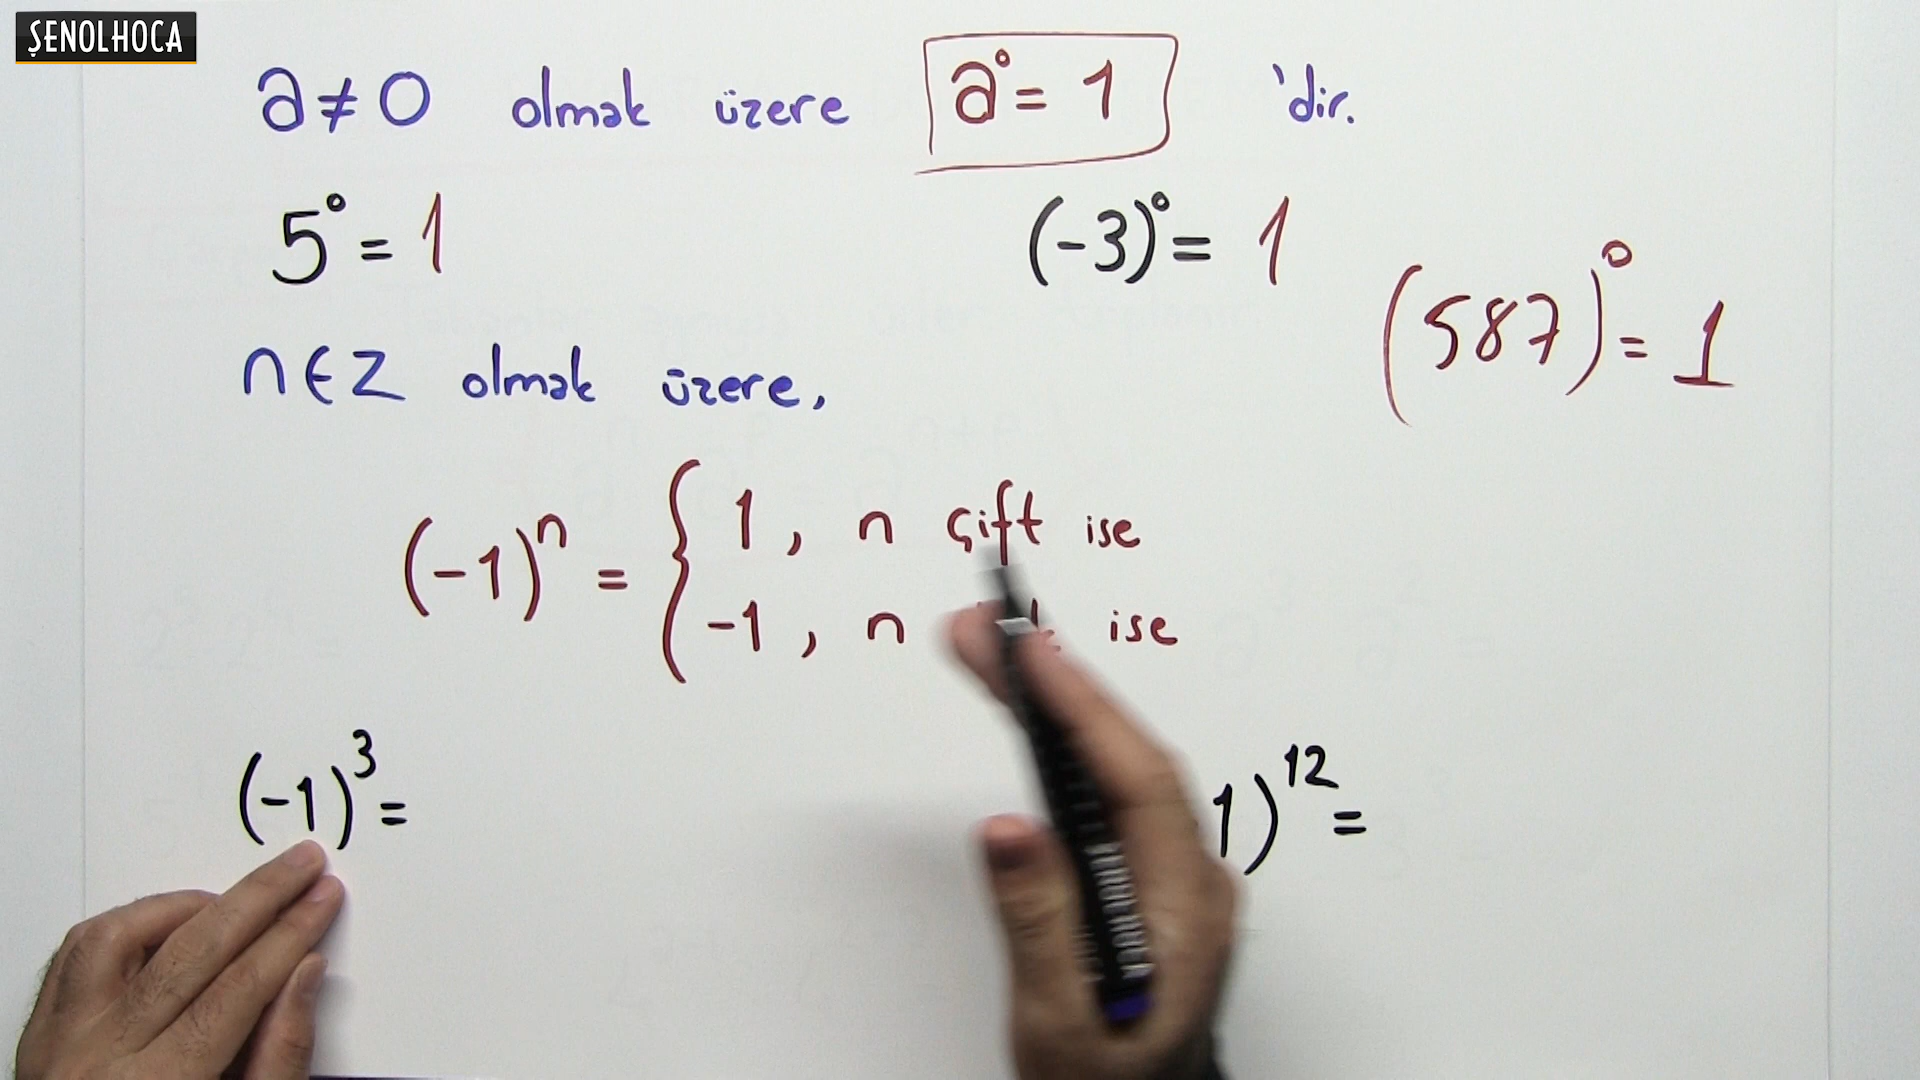 ŞENOLHOCA
a≠0 olmak üzere a⁰ = 1 'dir.
5⁰ = 1 (-3)⁰ = 1
(587)⁰ = 1
n∈Z olmak üzere,
(-1)ⁿ = { 1, n çift ise
-1, n ise
(-1)³ = 1)¹² =